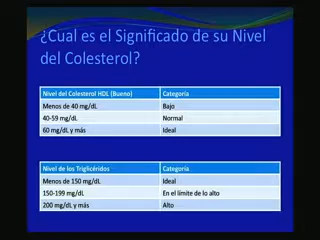 ¿Cual es el Significado de su Nivel
del Colesterol?
Nivel del Colesterol HDL (Bueno) Categoria
Menos de 40 mg/dL Bajo
40-59 mg/dL Normal
60 mg/dL y más Ideal
Nivel de los Triglicéridos Categoría
Menos de 150 mg/dL Ideal
150-199 mg/dL En el límite de lo alto
200 mg/dL y más Alto